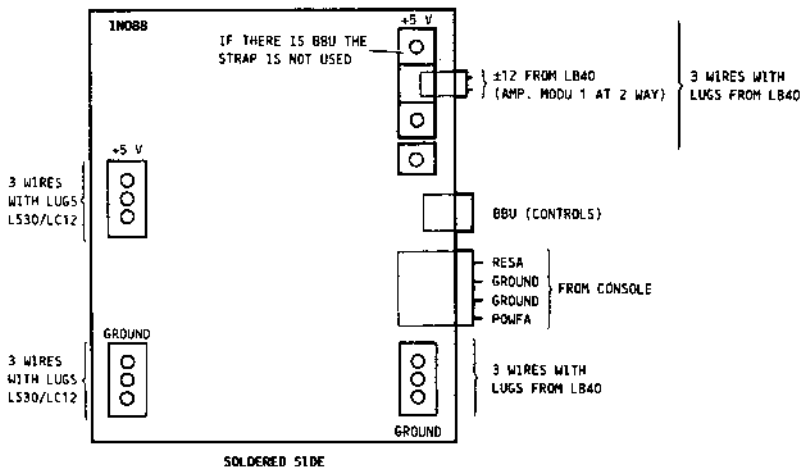 IN088
+5 V
IF THERE IS BBU THE
STRAP IS NOT USED
±12 FROM LB40
(AMP. MODU 1 AT 2 WAY)
3 WIRES WITH
LUGS FROM LB40
+5 V
3 WIRES
WITH LUGS
LS30/LC12
BBU (CONTROLS)
RESA
GROUND
GROUND
POWFA
FROM CONSOLE
GROUND
3 WIRES
WITH LUGS
LS30/LC12
3 WIRES WITH
LUGS FROM LB40
GROUND
SOLDERED SIDE